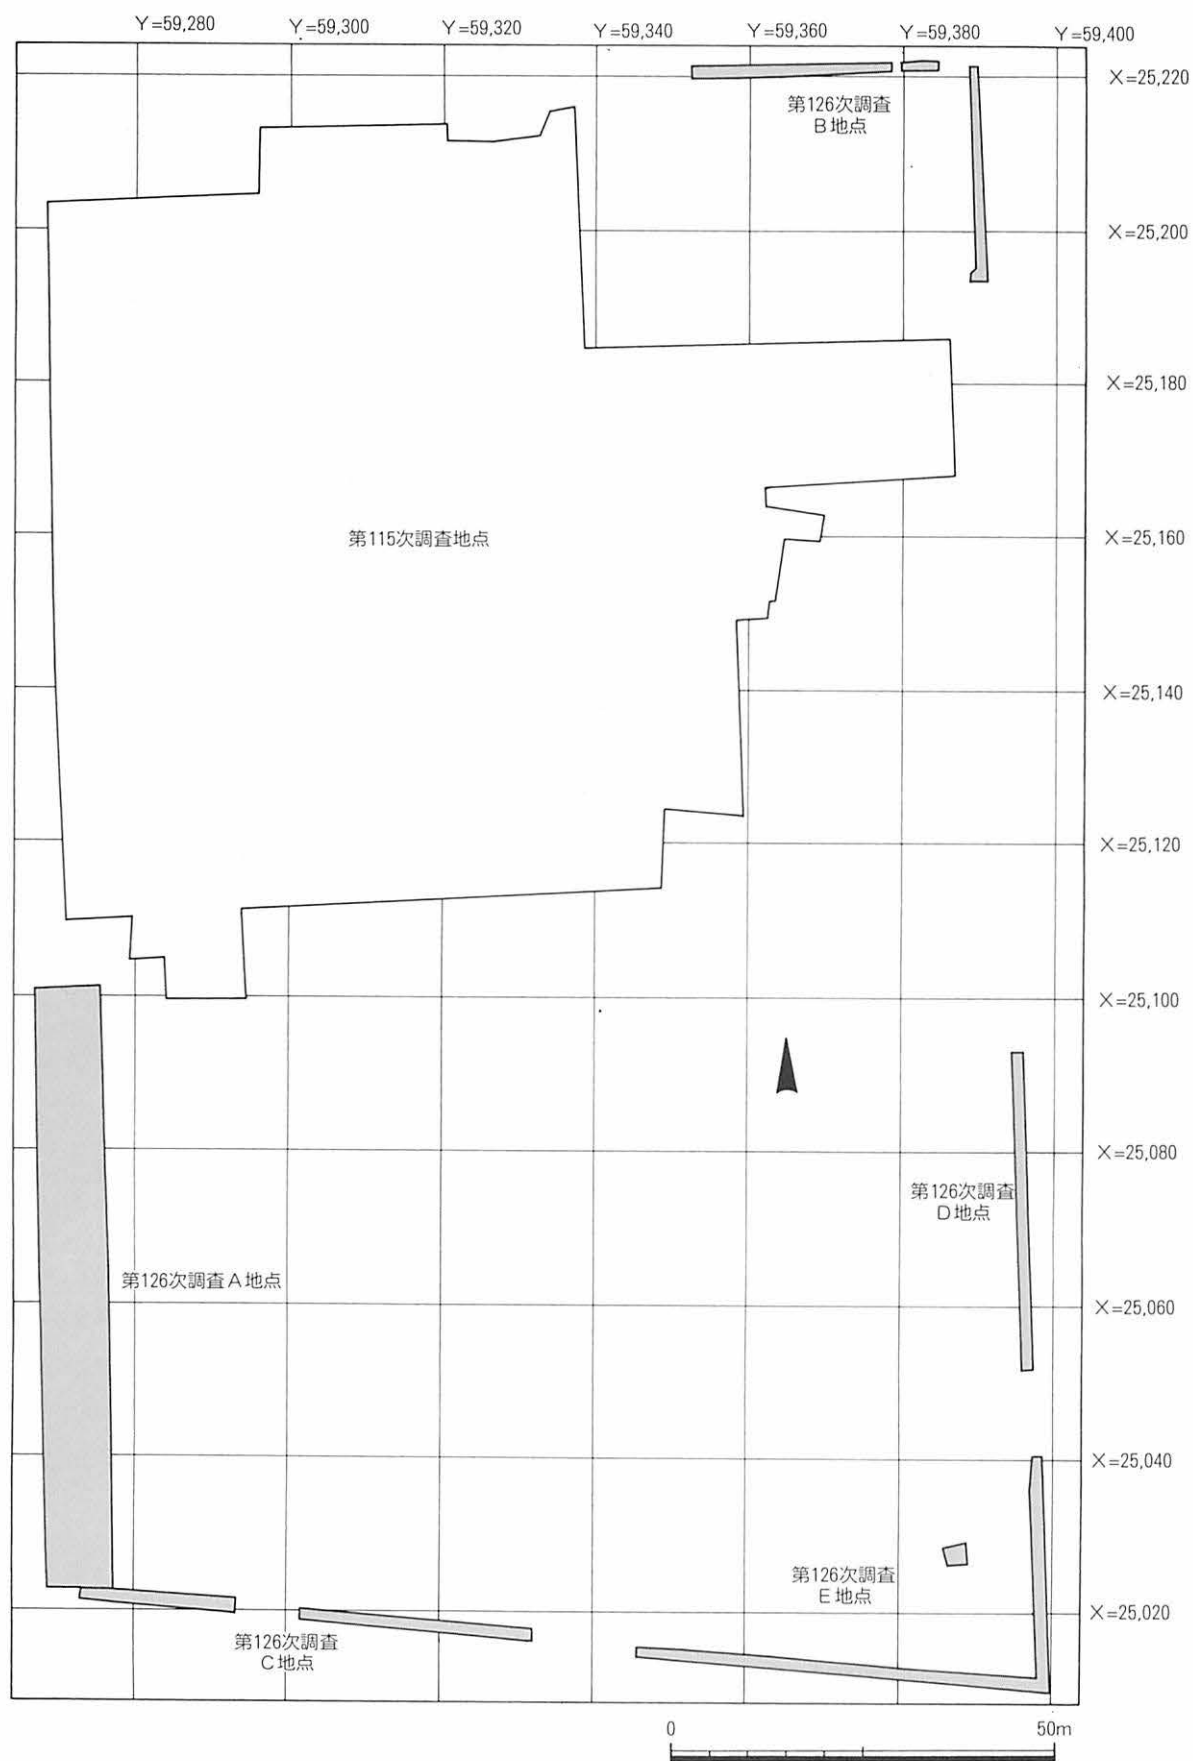 Y=59,280
Y=59,300
Y=59,320
Y=59,340
Y=59,360
Y=59,380
Y=59,400
X=25,220
第126次調査
B地点
X=25,200
X=25,180
第115次調査地点
X=25,160
X=25,140
X=25,120
X=25,100
X=25,080
第126次調査
D地点
第126次調査A地点
X=25,060
X=25,040
第126次調査
E地点
X=25,020
第126次調査
C地点
0
50m